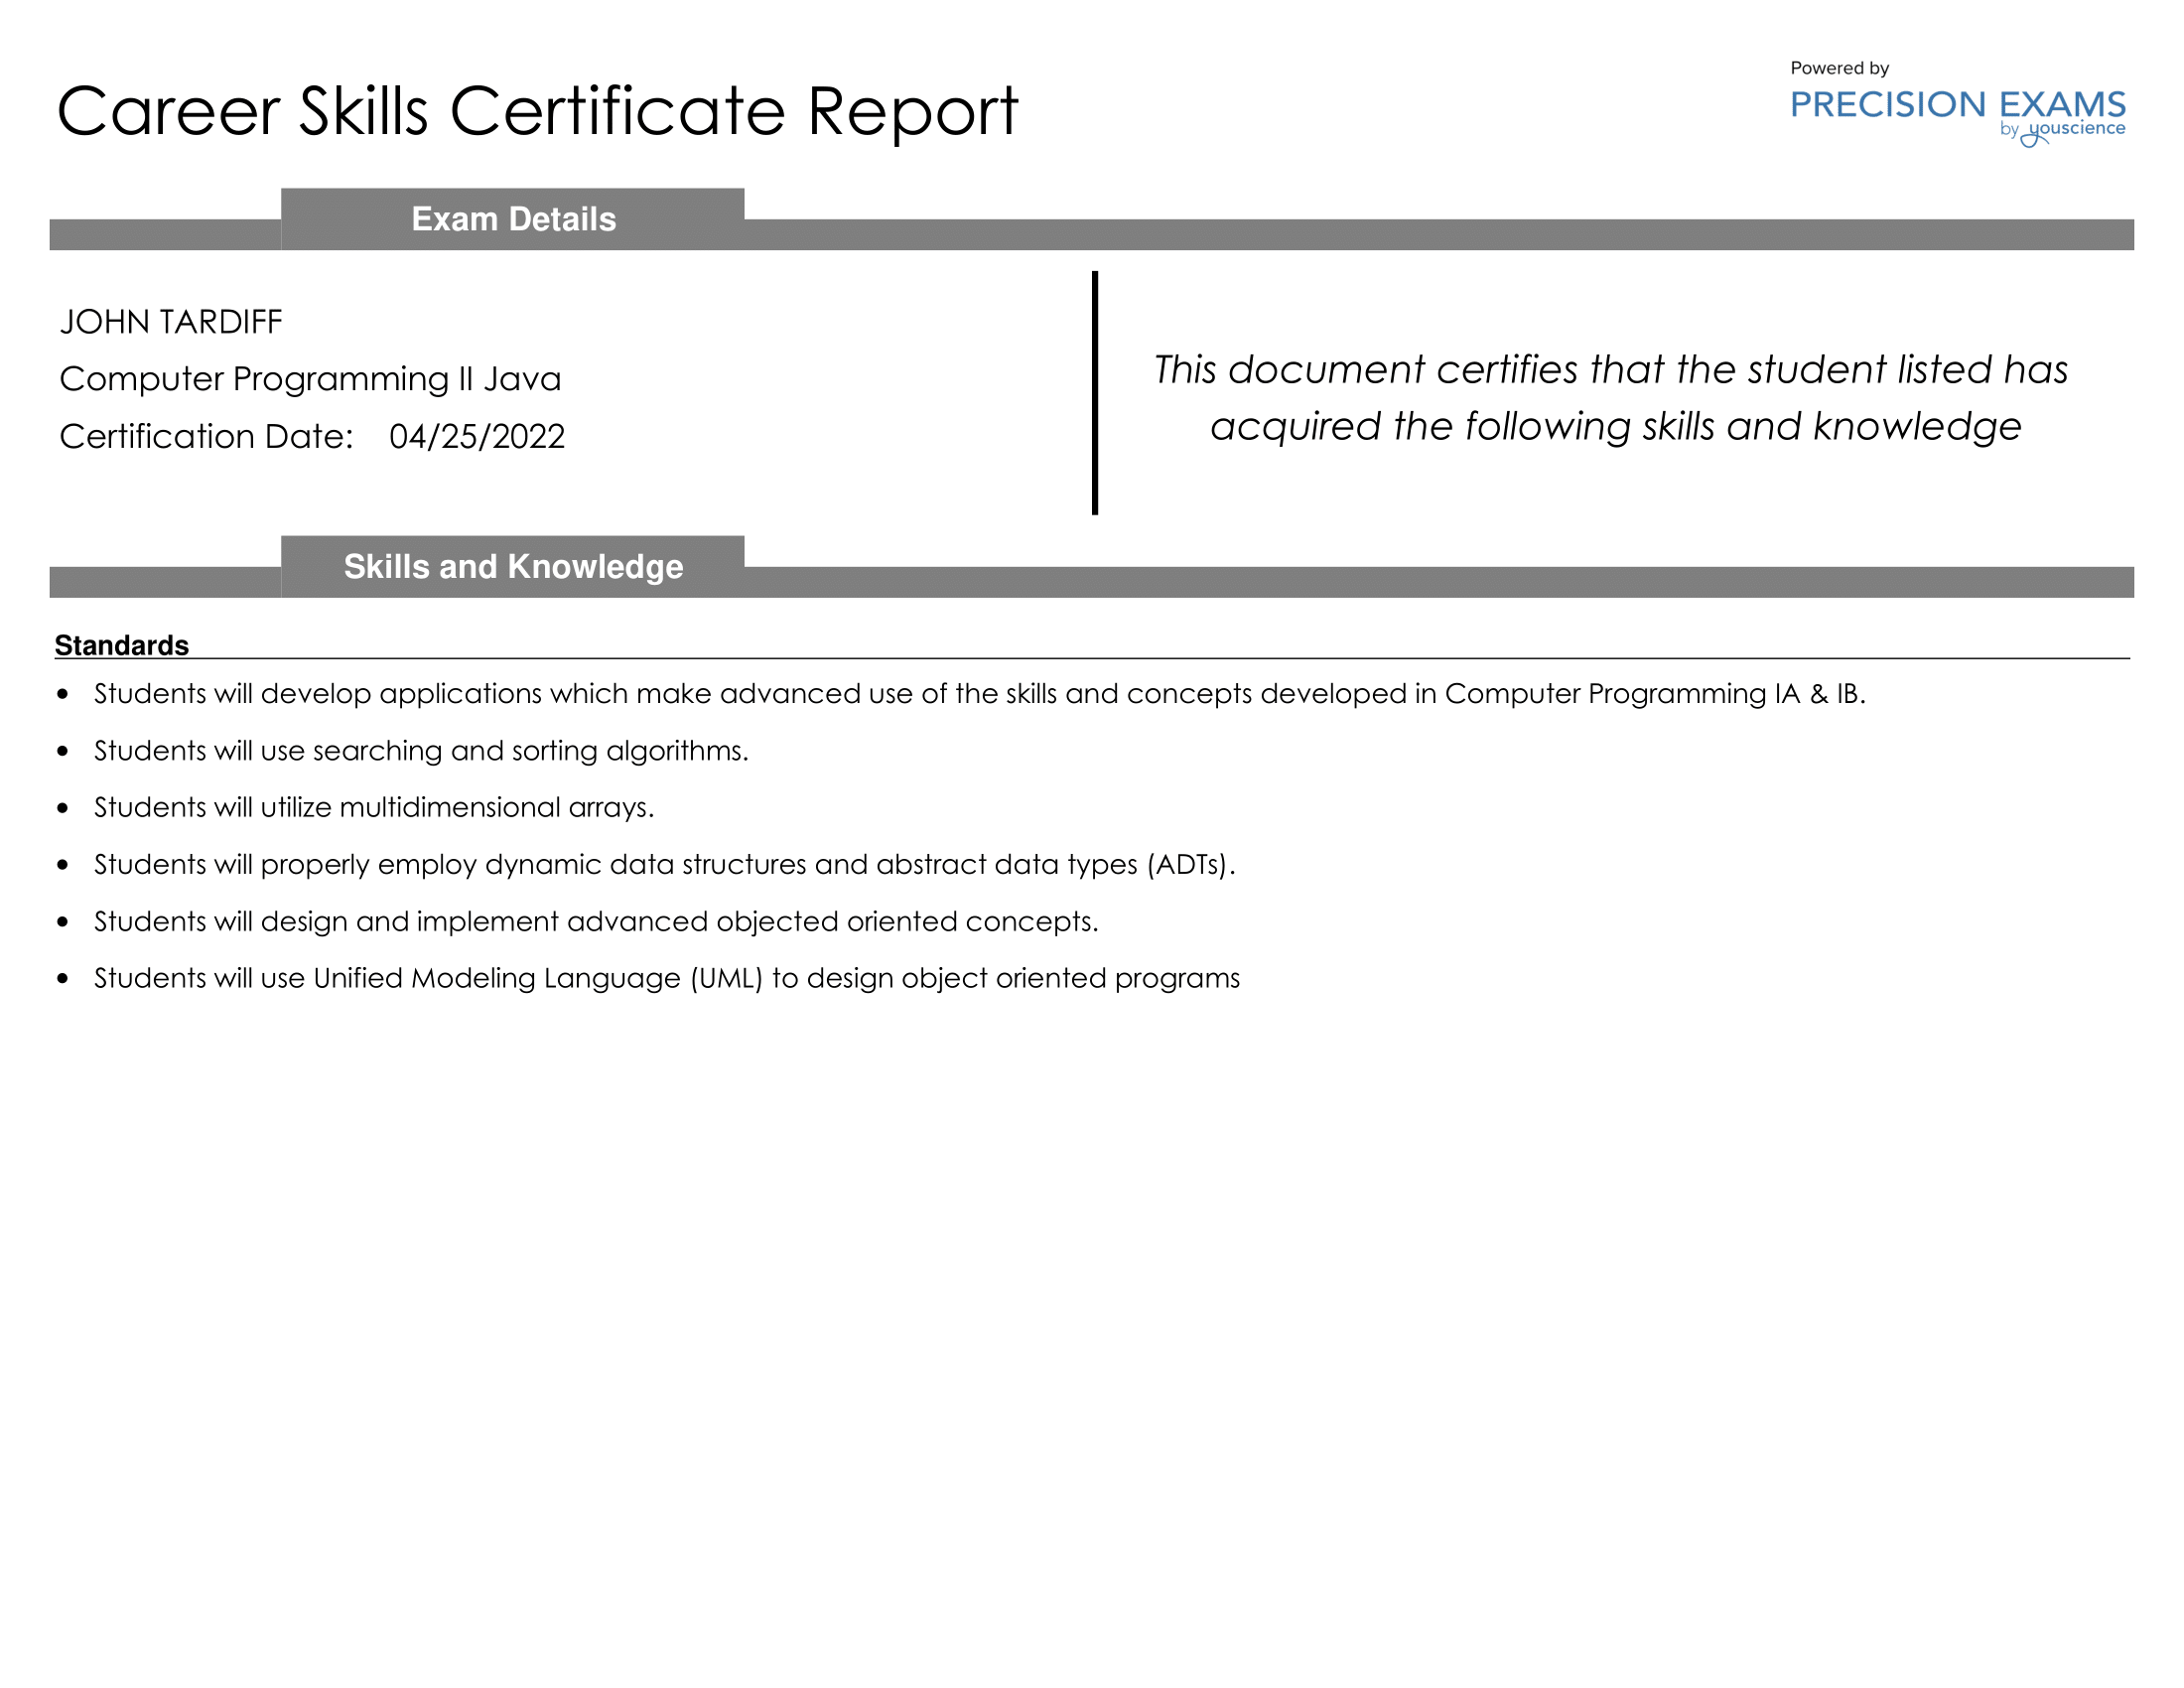 Career Skills Certificate Report
Powered by
PRECISION EXAMS
by youscience
Exam Details
JOHN TARDIFF
Computer Programming II Java
Certification Date: 04/25/2022
This document certifies that the student listed has
acquired the following skills and knowledge
Skills and Knowledge
Standards
• Students will develop applications which make advanced use of the skills and concepts developed in Computer Programming IA & IB.
• Students will use searching and sorting algorithms.
• Students will utilize multidimensional arrays.
• Students will properly employ dynamic data structures and abstract data types (ADTs).
• Students will design and implement advanced objected oriented concepts.
• Students will use Unified Modeling Language (UML) to design object oriented programs